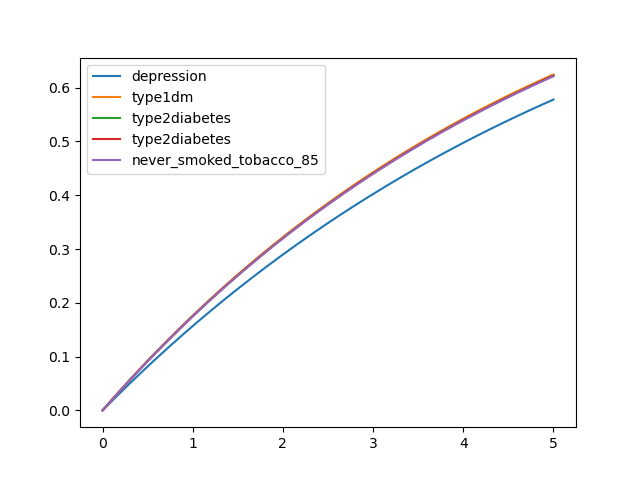 depression
type1dm
type2diabetes
type2diabetes
never_smoked_tobacco_85
0.6
0.5
0.4
0.3
0.2
0.1
0.0
0 1 2 3 4 5